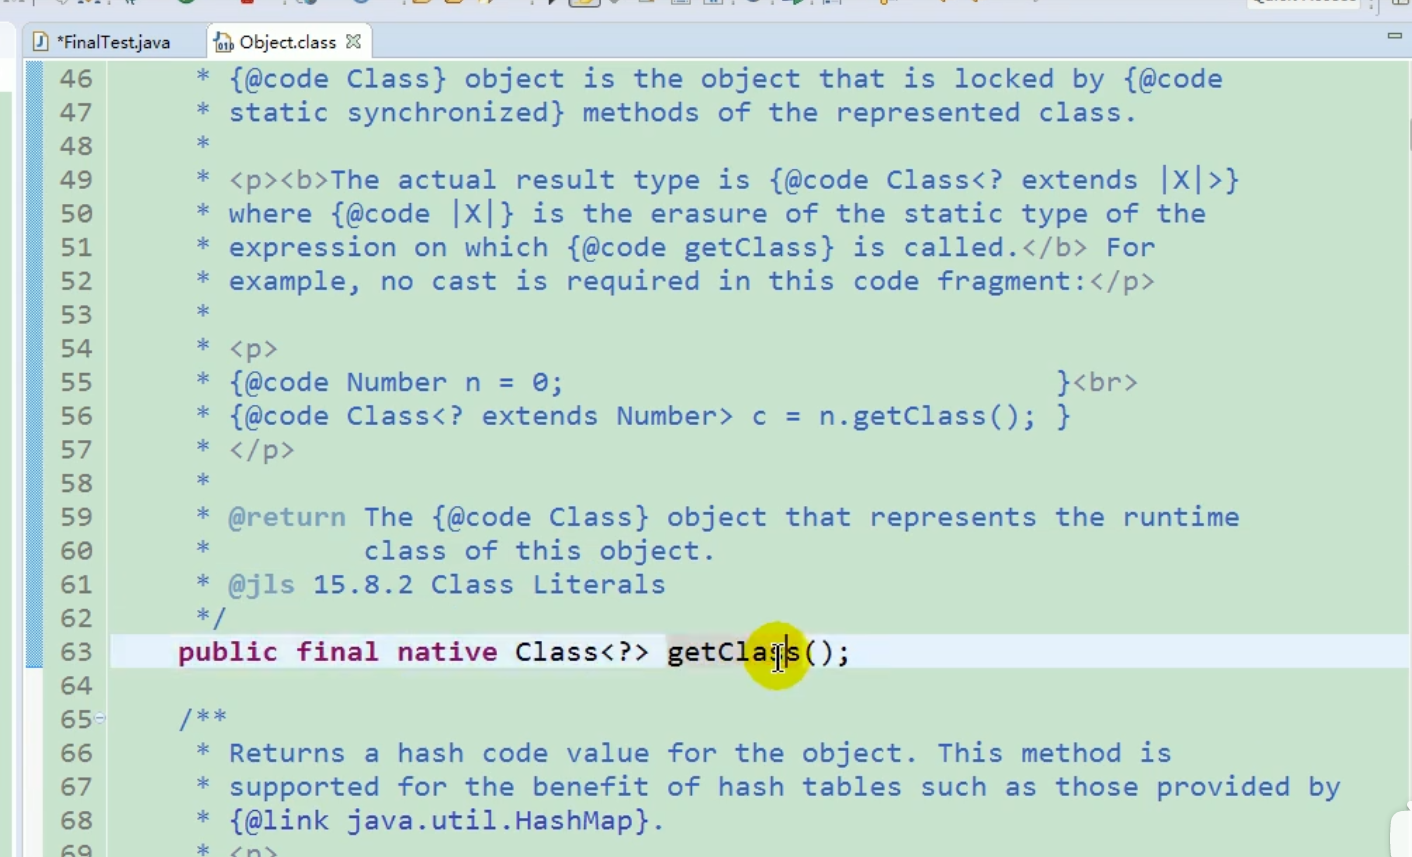 *FinalTest.java
Object.class
46 * {@code Class} object is the object that is locked by {@code
47 * static synchronized} methods of the represented class.
48 *
49 * <p><b>The actual result type is {@code Class<? extends |X|>}
50 * where {@code |X|} is the erasure of the static type of the
51 * expression on which {@code getClass} is called.</b> For
52 * example, no cast is required in this code fragment:</p>
53 *
54 * <p>
55 * {@code Number n = 0; }<br>
56 * {@code Class<? extends Number> c = n.getClass(); }
57 * </p>
58 *
59 * @return The {@code Class} object that represents the runtime
60 * class of this object.
61 * @jls 15.8.2 Class Literals
62 */
63 public final native Class<?> getClass();
64
65 /**
66 * Returns a hash code value for the object. This method is
67 * supported for the benefit of hash tables such as those provided by
68 * {@link java.util.HashMap}.
69 * <p>